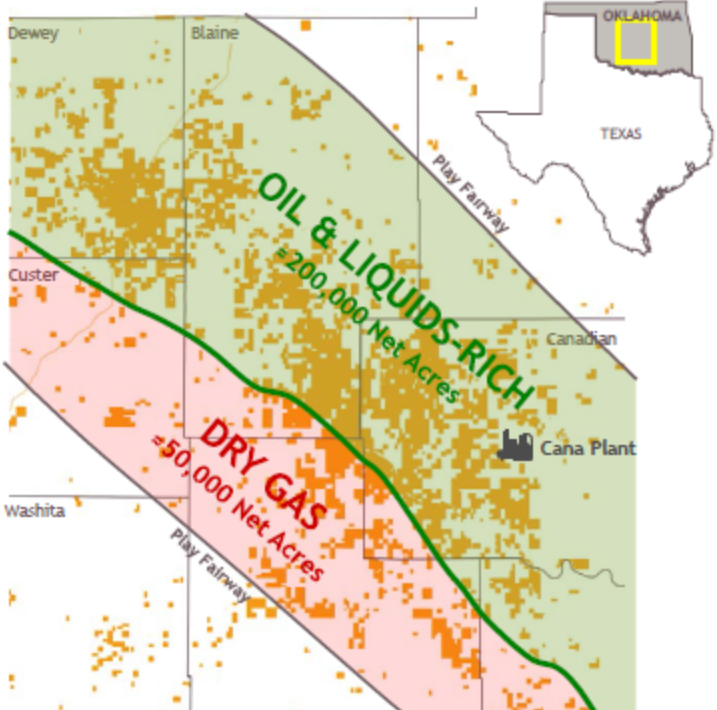 OKLAHOMA
Dewey
Blaine
TEXAS
Play Fairway
OIL & LIQUIDS-RICH
≈200,000 Net Acres
Custer
Canadian
Cana Plant
DRY GAS
≈50,000 Net Acres
Washita
Play Fairway